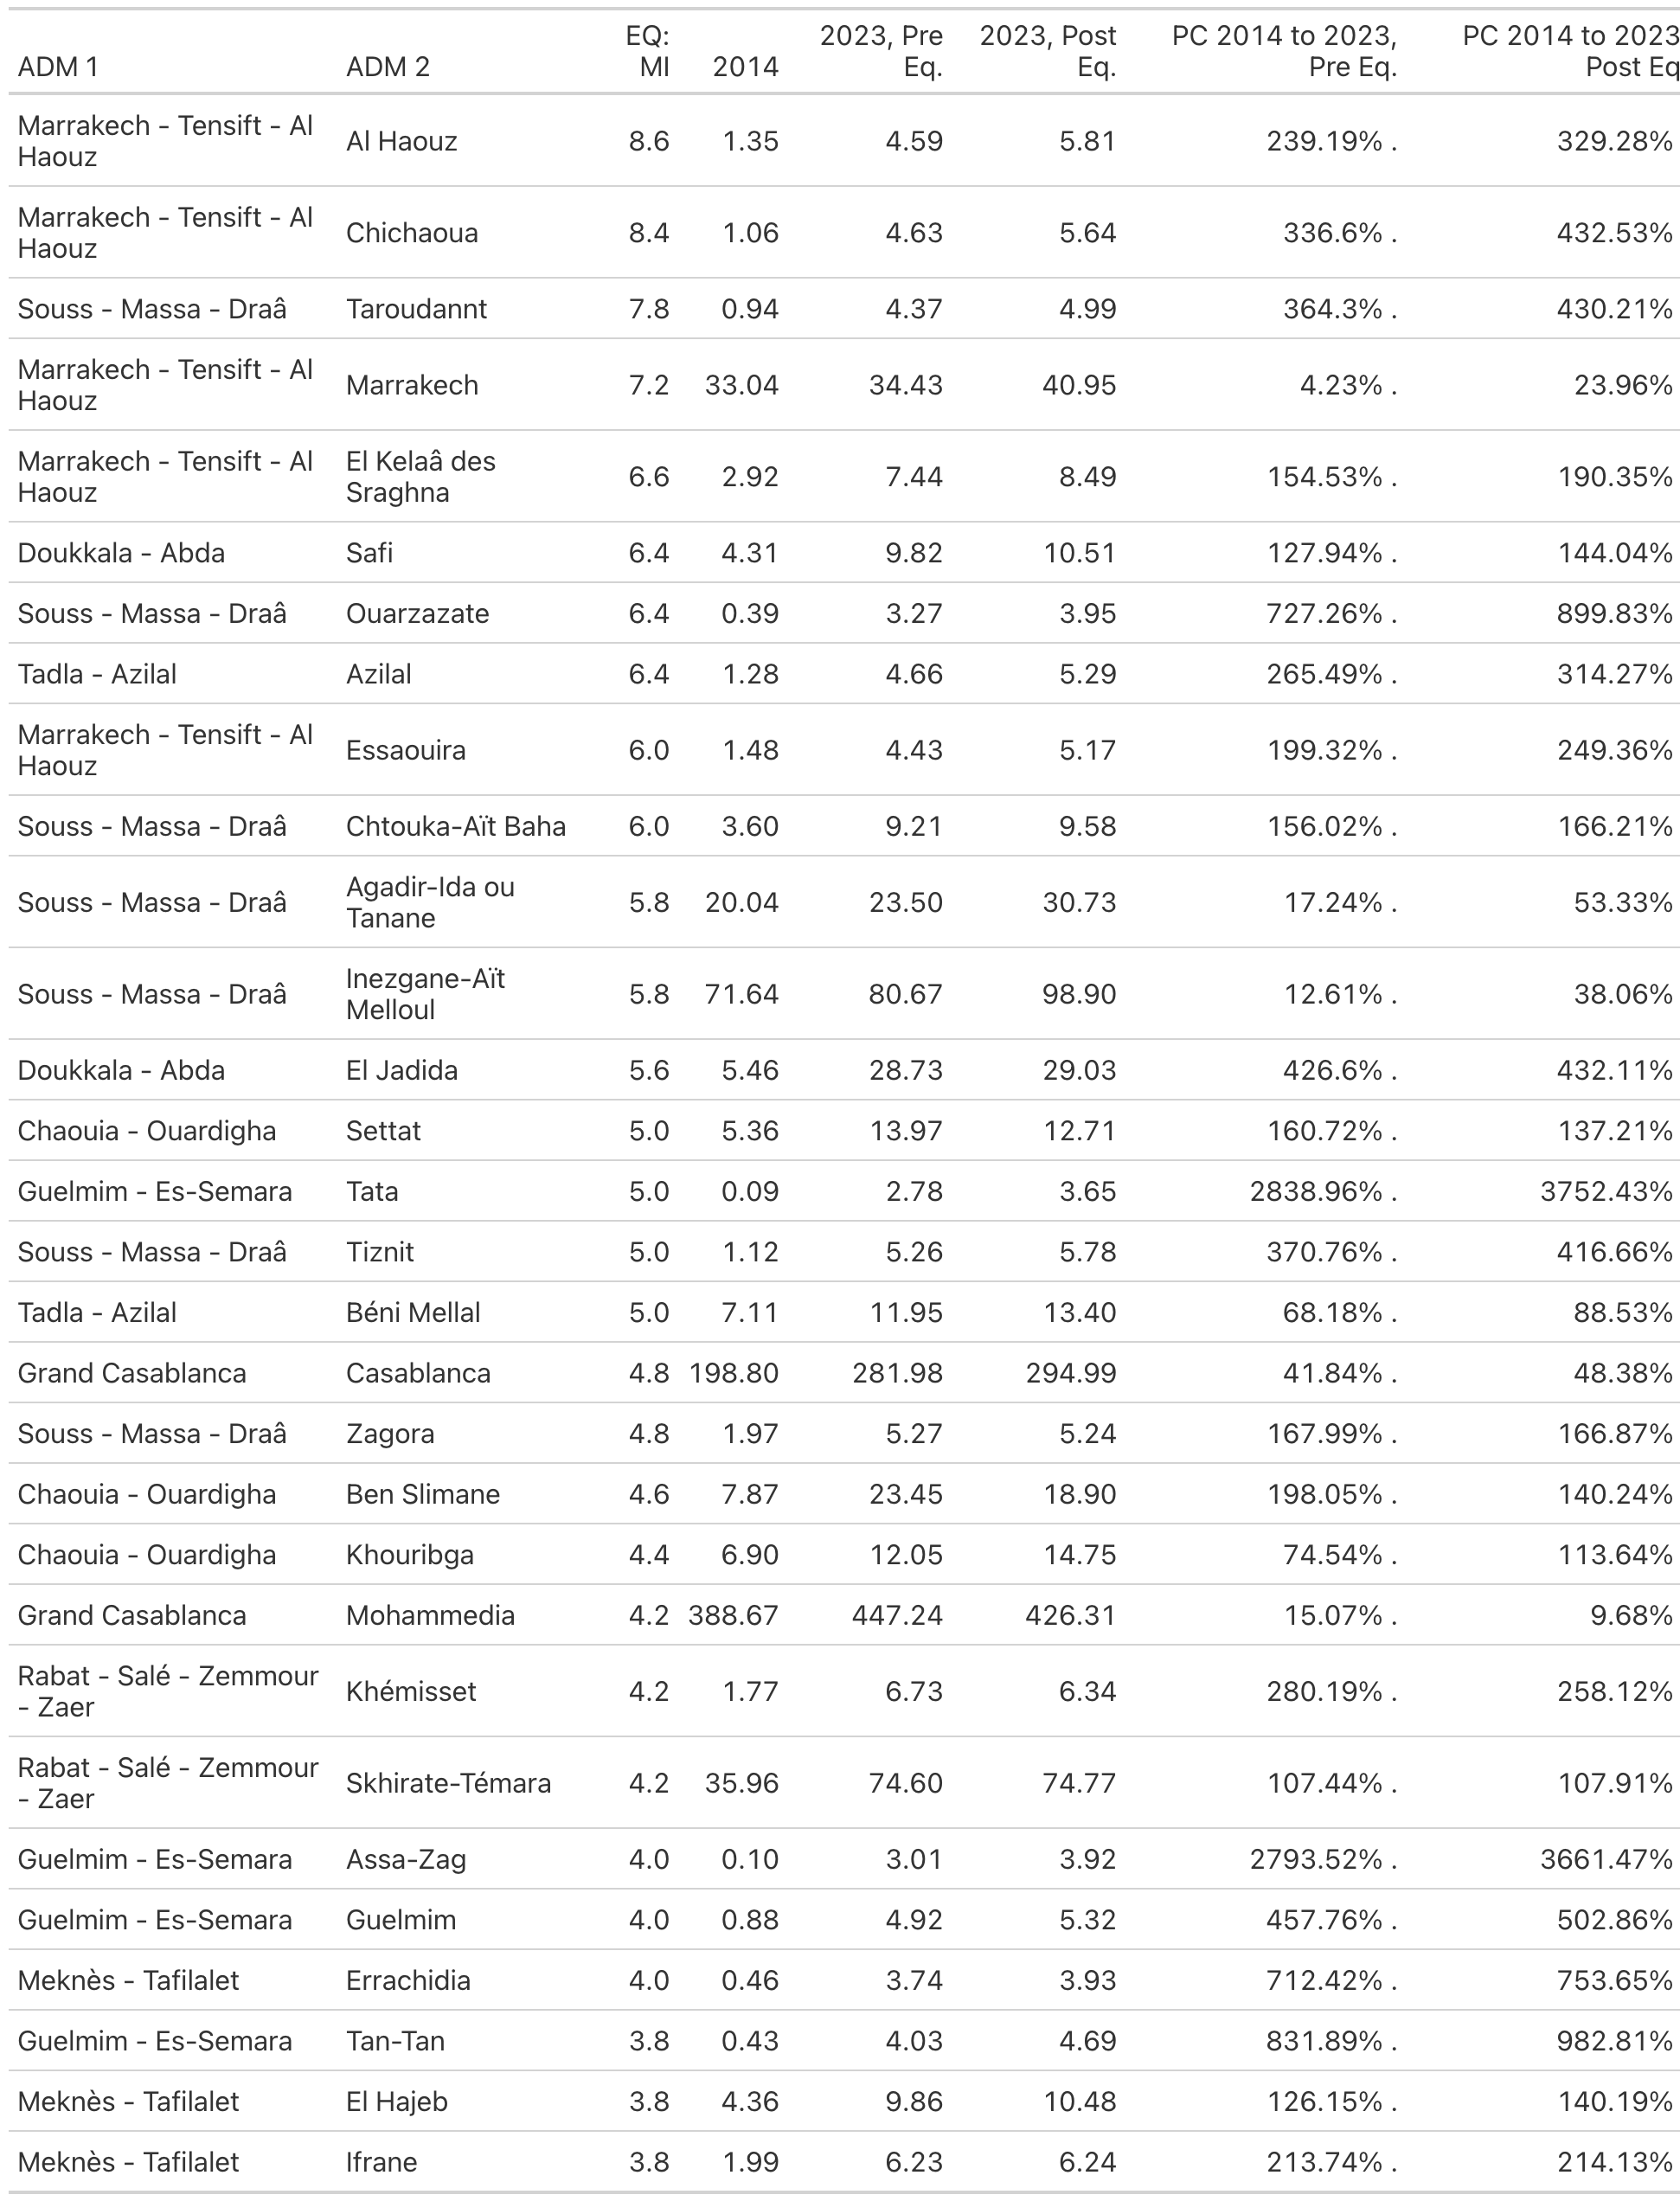 ADM 1 ADM 2 EQ: MI 2014 2023, Pre Eq. 2023, Post Eq. PC 2014 to 2023, Pre Eq. PC 2014 to 2023 Post Eq
Marrakech - Tensift - Al Haouz Al Haouz 8.6 1.35 4.59 5.81 239.19% . 329.28%
Marrakech - Tensift - Al Haouz Chichaoua 8.4 1.06 4.63 5.64 336.6% . 432.53%
Souss - Massa - Draâ Taroudannt 7.8 0.94 4.37 4.99 364.3% . 430.21%
Marrakech - Tensift - Al Haouz Marrakech 7.2 33.04 34.43 40.95 4.23% . 23.96%
Marrakech - Tensift - Al Haouz El Kelaâ des Sraghna 6.6 2.92 7.44 8.49 154.53% . 190.35%
Doukkala - Abda Safi 6.4 4.31 9.82 10.51 127.94% . 144.04%
Souss - Massa - Draâ Ouarzazate 6.4 0.39 3.27 3.95 727.26% . 899.83%
Tadla - Azilal Azilal 6.4 1.28 4.66 5.29 265.49% . 314.27%
Marrakech - Tensift - Al Haouz Essaouira 6.0 1.48 4.43 5.17 199.32% . 249.36%
Souss - Massa - Draâ Chtouka-Aït Baha 6.0 3.60 9.21 9.58 156.02% . 166.21%
Souss - Massa - Draâ Agadir-Ida ou Tanane 5.8 20.04 23.50 30.73 17.24% . 53.33%
Souss - Massa - Draâ Inezgane-Aït Melloul 5.8 71.64 80.67 98.90 12.61% . 38.06%
Doukkala - Abda El Jadida 5.6 5.46 28.73 29.03 426.6% . 432.11%
Chaouia - Ouardigha Settat 5.0 5.36 13.97 12.71 160.72% . 137.21%
Guelmim - Es-Semara Tata 5.0 0.09 2.78 3.65 2838.96% . 3752.43%
Souss - Massa - Draâ Tiznit 5.0 1.12 5.26 5.78 370.76% . 416.66%
Tadla - Azilal Béni Mellal 5.0 7.11 11.95 13.40 68.18% . 88.53%
Grand Casablanca Casablanca 4.8 198.80 281.98 294.99 41.84% . 48.38%
Souss - Massa - Draâ Zagora 4.8 1.97 5.27 5.24 167.99% . 166.87%
Chaouia - Ouardigha Ben Slimane 4.6 7.87 23.45 18.90 198.05% . 140.24%
Chaouia - Ouardigha Khouribga 4.4 6.90 12.05 14.75 74.54% . 113.64%
Grand Casablanca Mohammedia 4.2 388.67 447.24 426.31 15.07% . 9.68%
Rabat - Salé - Zemmour - Zaer Khémisset 4.2 1.77 6.73 6.34 280.19% . 258.12%
Rabat - Salé - Zemmour - Zaer Skhirate-Témara 4.2 35.96 74.60 74.77 107.44% . 107.91%
Guelmim - Es-Semara Assa-Zag 4.0 0.10 3.01 3.92 2793.52% . 3661.47%
Guelmim - Es-Semara Guelmim 4.0 0.88 4.92 5.32 457.76% . 502.86%
Meknès - Tafilalet Errachidia 4.0 0.46 3.74 3.93 712.42% . 753.65%
Guelmim - Es-Semara Tan-Tan 3.8 0.43 4.03 4.69 831.89% . 982.81%
Meknès - Tafilalet El Hajeb 3.8 4.36 9.86 10.48 126.15% . 140.19%
Meknès - Tafilalet Ifrane 3.8 1.99 6.23 6.24 213.74% . 214.13%